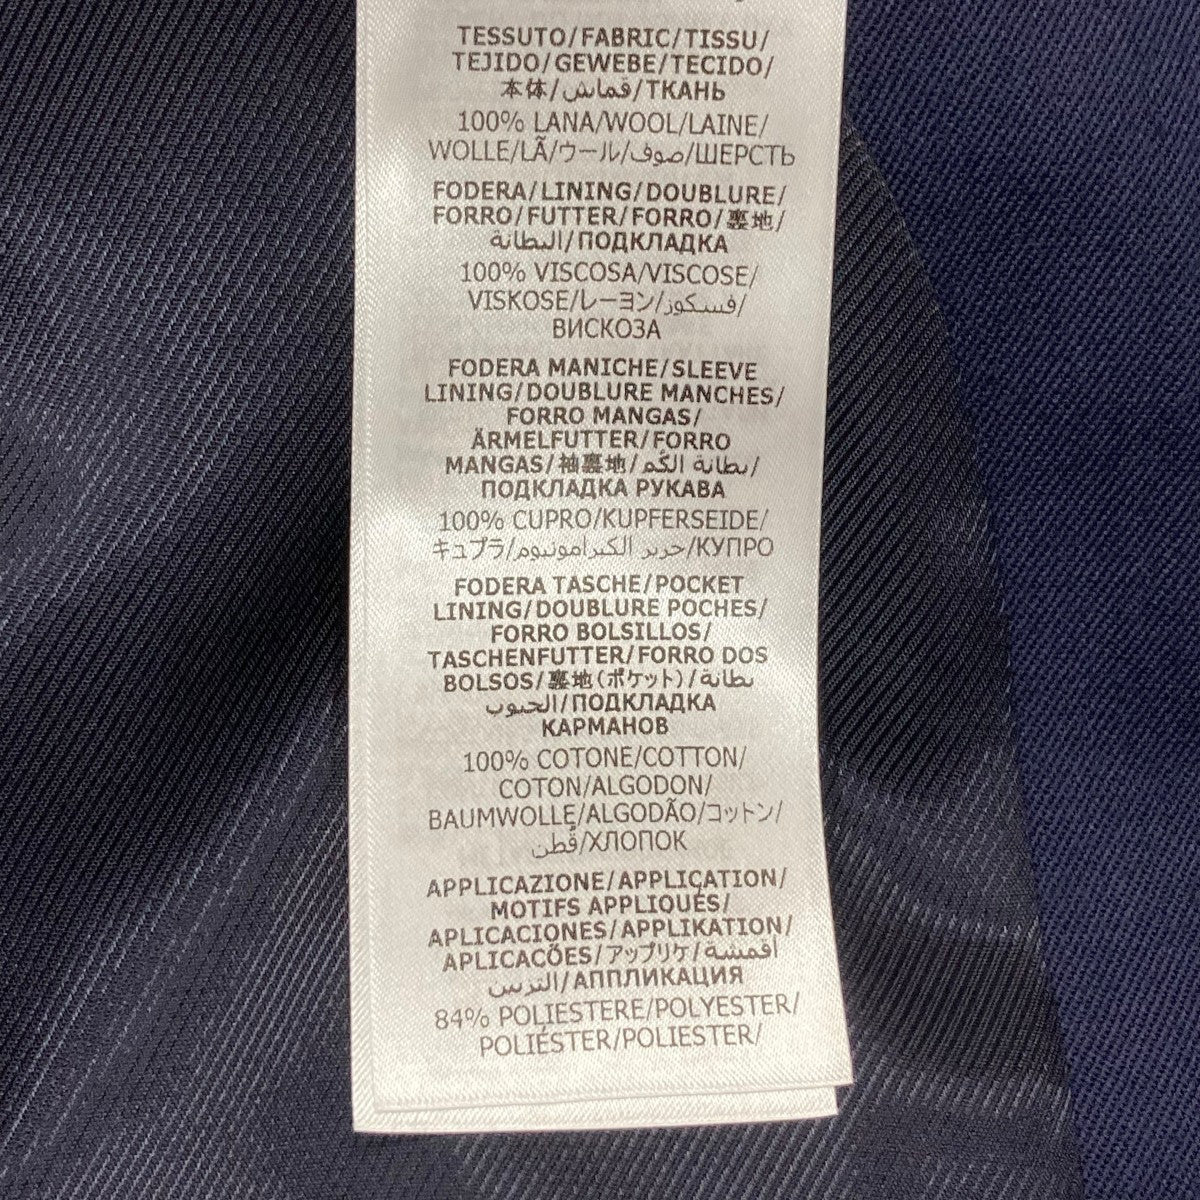 TESSUTO/FABRIC/TISSU/
TEJIDO/GEWEBE/TECIDO/
本体/قماش/ТКАНЬ
100% LANA/WOOL/LAINE/
WOLLE/LÃ/ウール/صوف/ШЕРСТЬ
FODERA/LINING/DOUBLURE/
FORRO/FUTTER/FORRO/裏地/
البطانة/ПОДКЛАДКА
100% VISCOSA/VISCOSE/
VISKOSE/レーヨン/فسكوز/
ВИСКОЗА
FODERA MANICHE/SLEEVE
LINING/DOUBLURE MANCHES/
FORRO MANGAS/
ÄRMELFUTTER/FORRO
MANGAS/袖裏地/بطانة الكُم/
ПОДКЛАДКА РУКАВА
100% CUPRO/KUPFERSEIDE/
キュプラ/حرير الكبرامونيوم/КУПРО
FODERA TASCHE/POCKET
LINING/DOUBLURE POCHES/
FORRO BOLSILLOS/
TASCHENFUTTER/FORRO DOS
BOLSOS/裏地(ポケット)/بطانة
الجيوب/ПОДКЛАДКА
КАРМАНОВ
100% COTONE/COTTON/
COTON/ALGODON/
BAUMWOLLE/ALGODÃO/コットン/
قُطن/ХЛОПОК
APPLICAZIONE/APPLICATION/
MOTIFS APPLIQUÉS/
APLICACIONES/APPLIKATION/
APLICAÇÕES/アップリケ/أقمشة
التزيين/АППЛИКАЦИЯ
84% POLIESTERE/POLYESTER/
POLIÉSTER/POLIESTER/